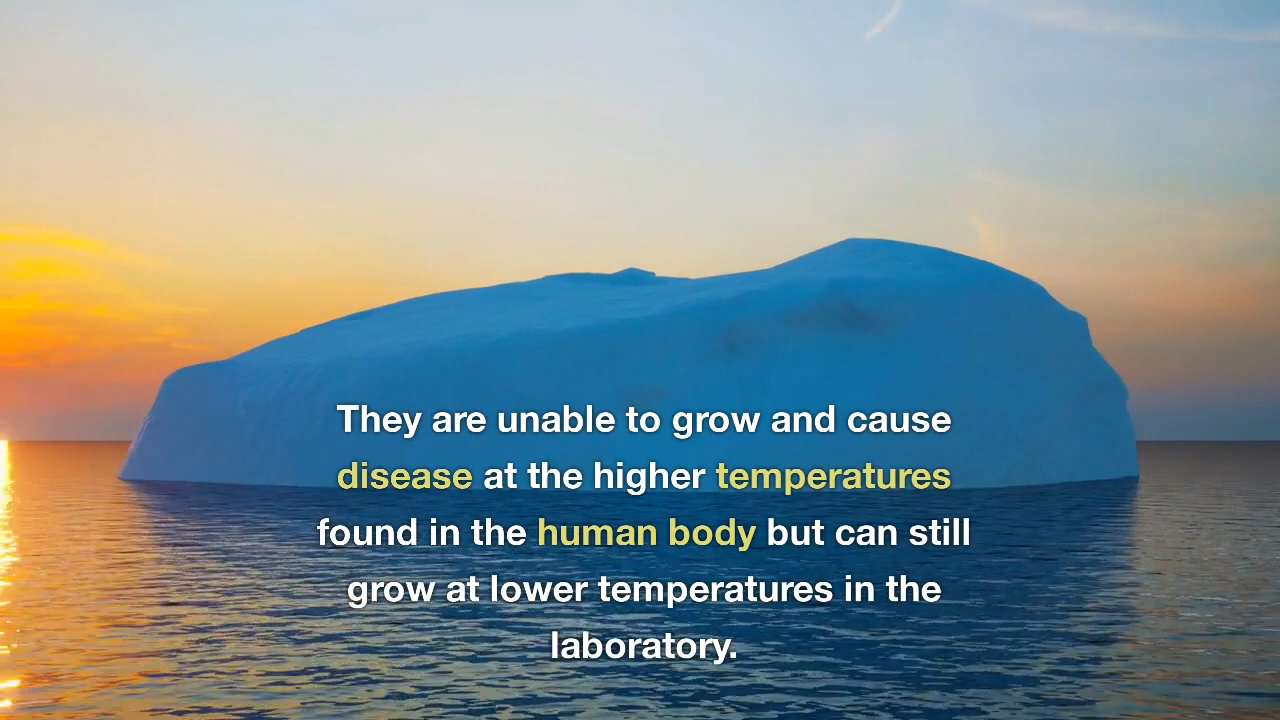 They are unable to grow and cause
disease at the higher temperatures
found in the human body but can still
grow at lower temperatures in the
laboratory.